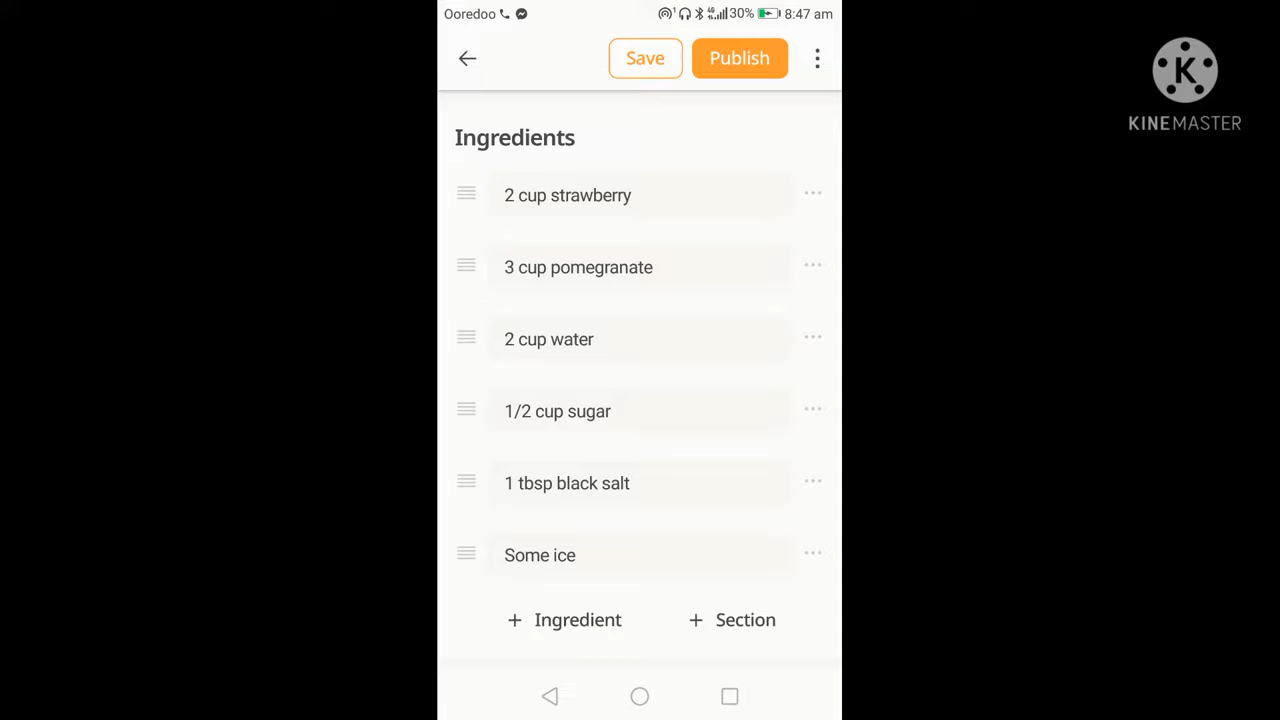 Ooredoo 30% 8:47 am
Save Publish
KINEMASTER
Ingredients
2 cup strawberry
3 cup pomegranate
2 cup water
1/2 cup sugar
1 tbsp black salt
Some ice
+ Ingredient + Section